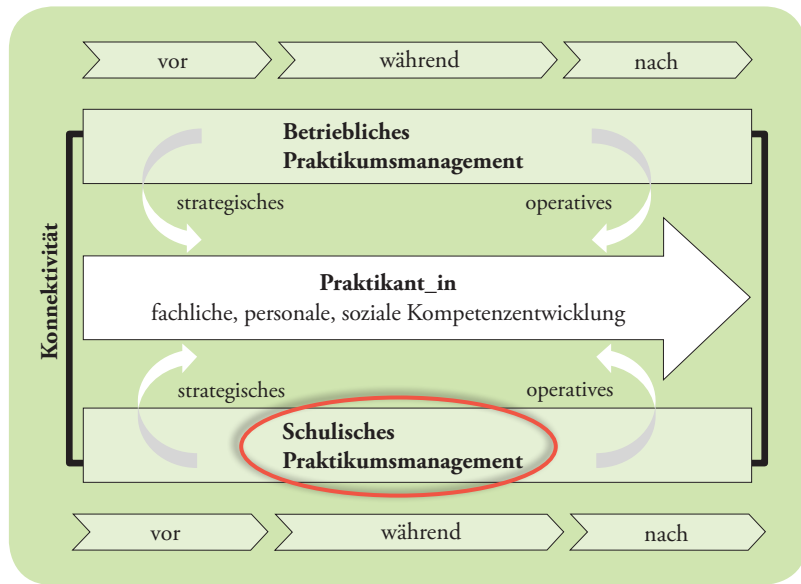 vor
während
nach
Betriebliches
Praktikumsmanagement
strategisches
operatives
Konnektivität
Praktikant_in
fachliche, personale, soziale Kompetenzentwicklung
strategisches
operatives
Schulisches
Praktikumsmanagement
vor
während
nach